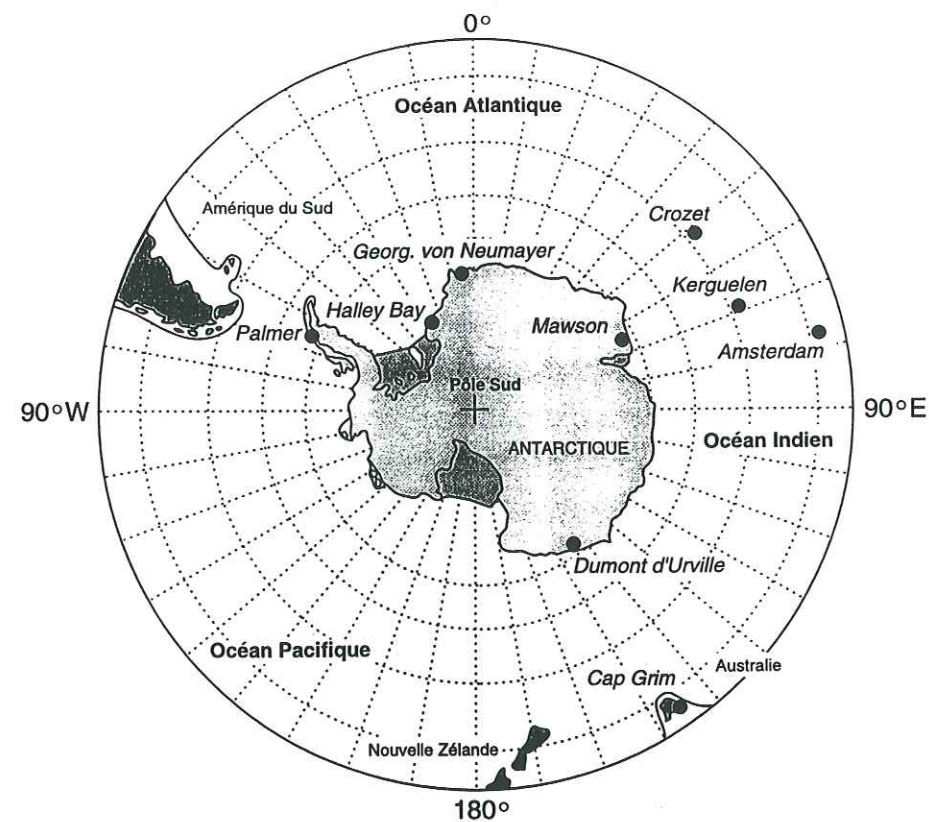 0°
Océan Atlantique
Amérique du Sud
Crozet
Georg. von Neumayer
Kerguelen
Halley Bay
Mawson
Palmer
Amsterdam
Pôle Sud
90°W
90°E
Océan Indien
ANTARCTIQUE
Dumont d'Urville
Océan Pacifique
Australie
Cap Grim
Nouvelle Zélande
180°